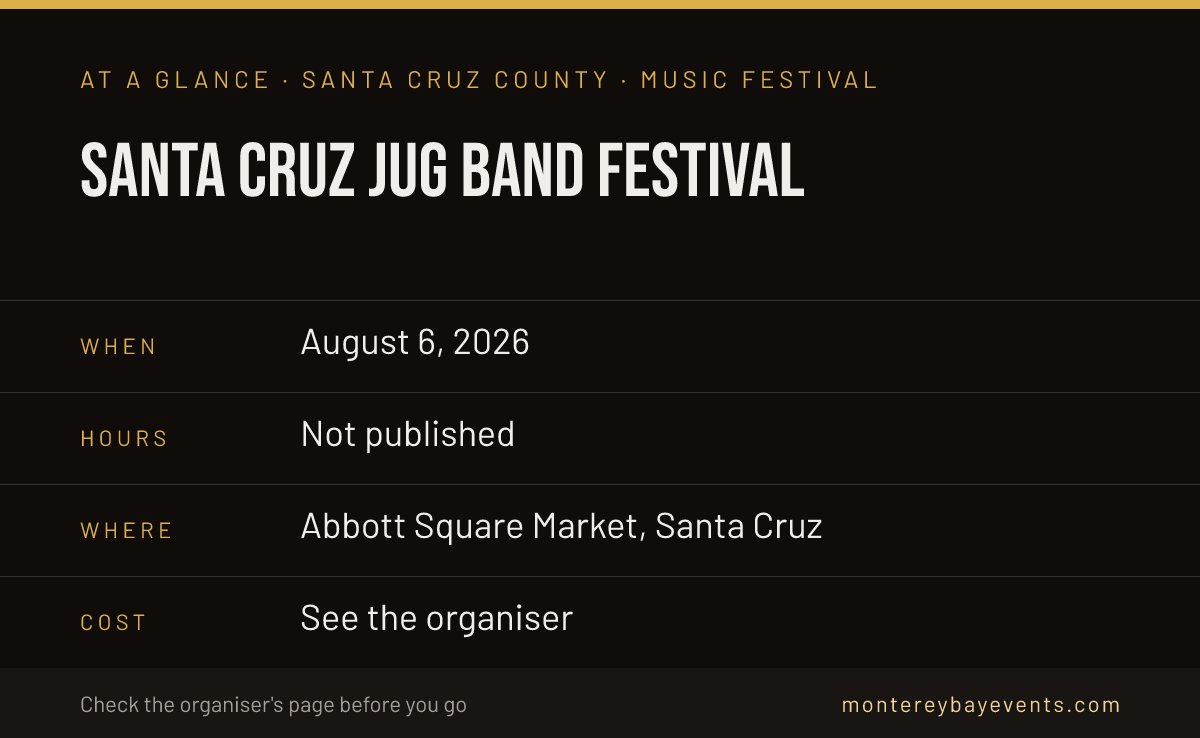 AT A GLANCE · SANTA CRUZ COUNTY · MUSIC FESTIVAL
SANTA CRUZ JUG BAND FESTIVAL
WHEN August 6, 2026
HOURS Not published
WHERE Abbott Square Market, Santa Cruz
COST See the organiser
Check the organiser's page before you go montereybayevents.com